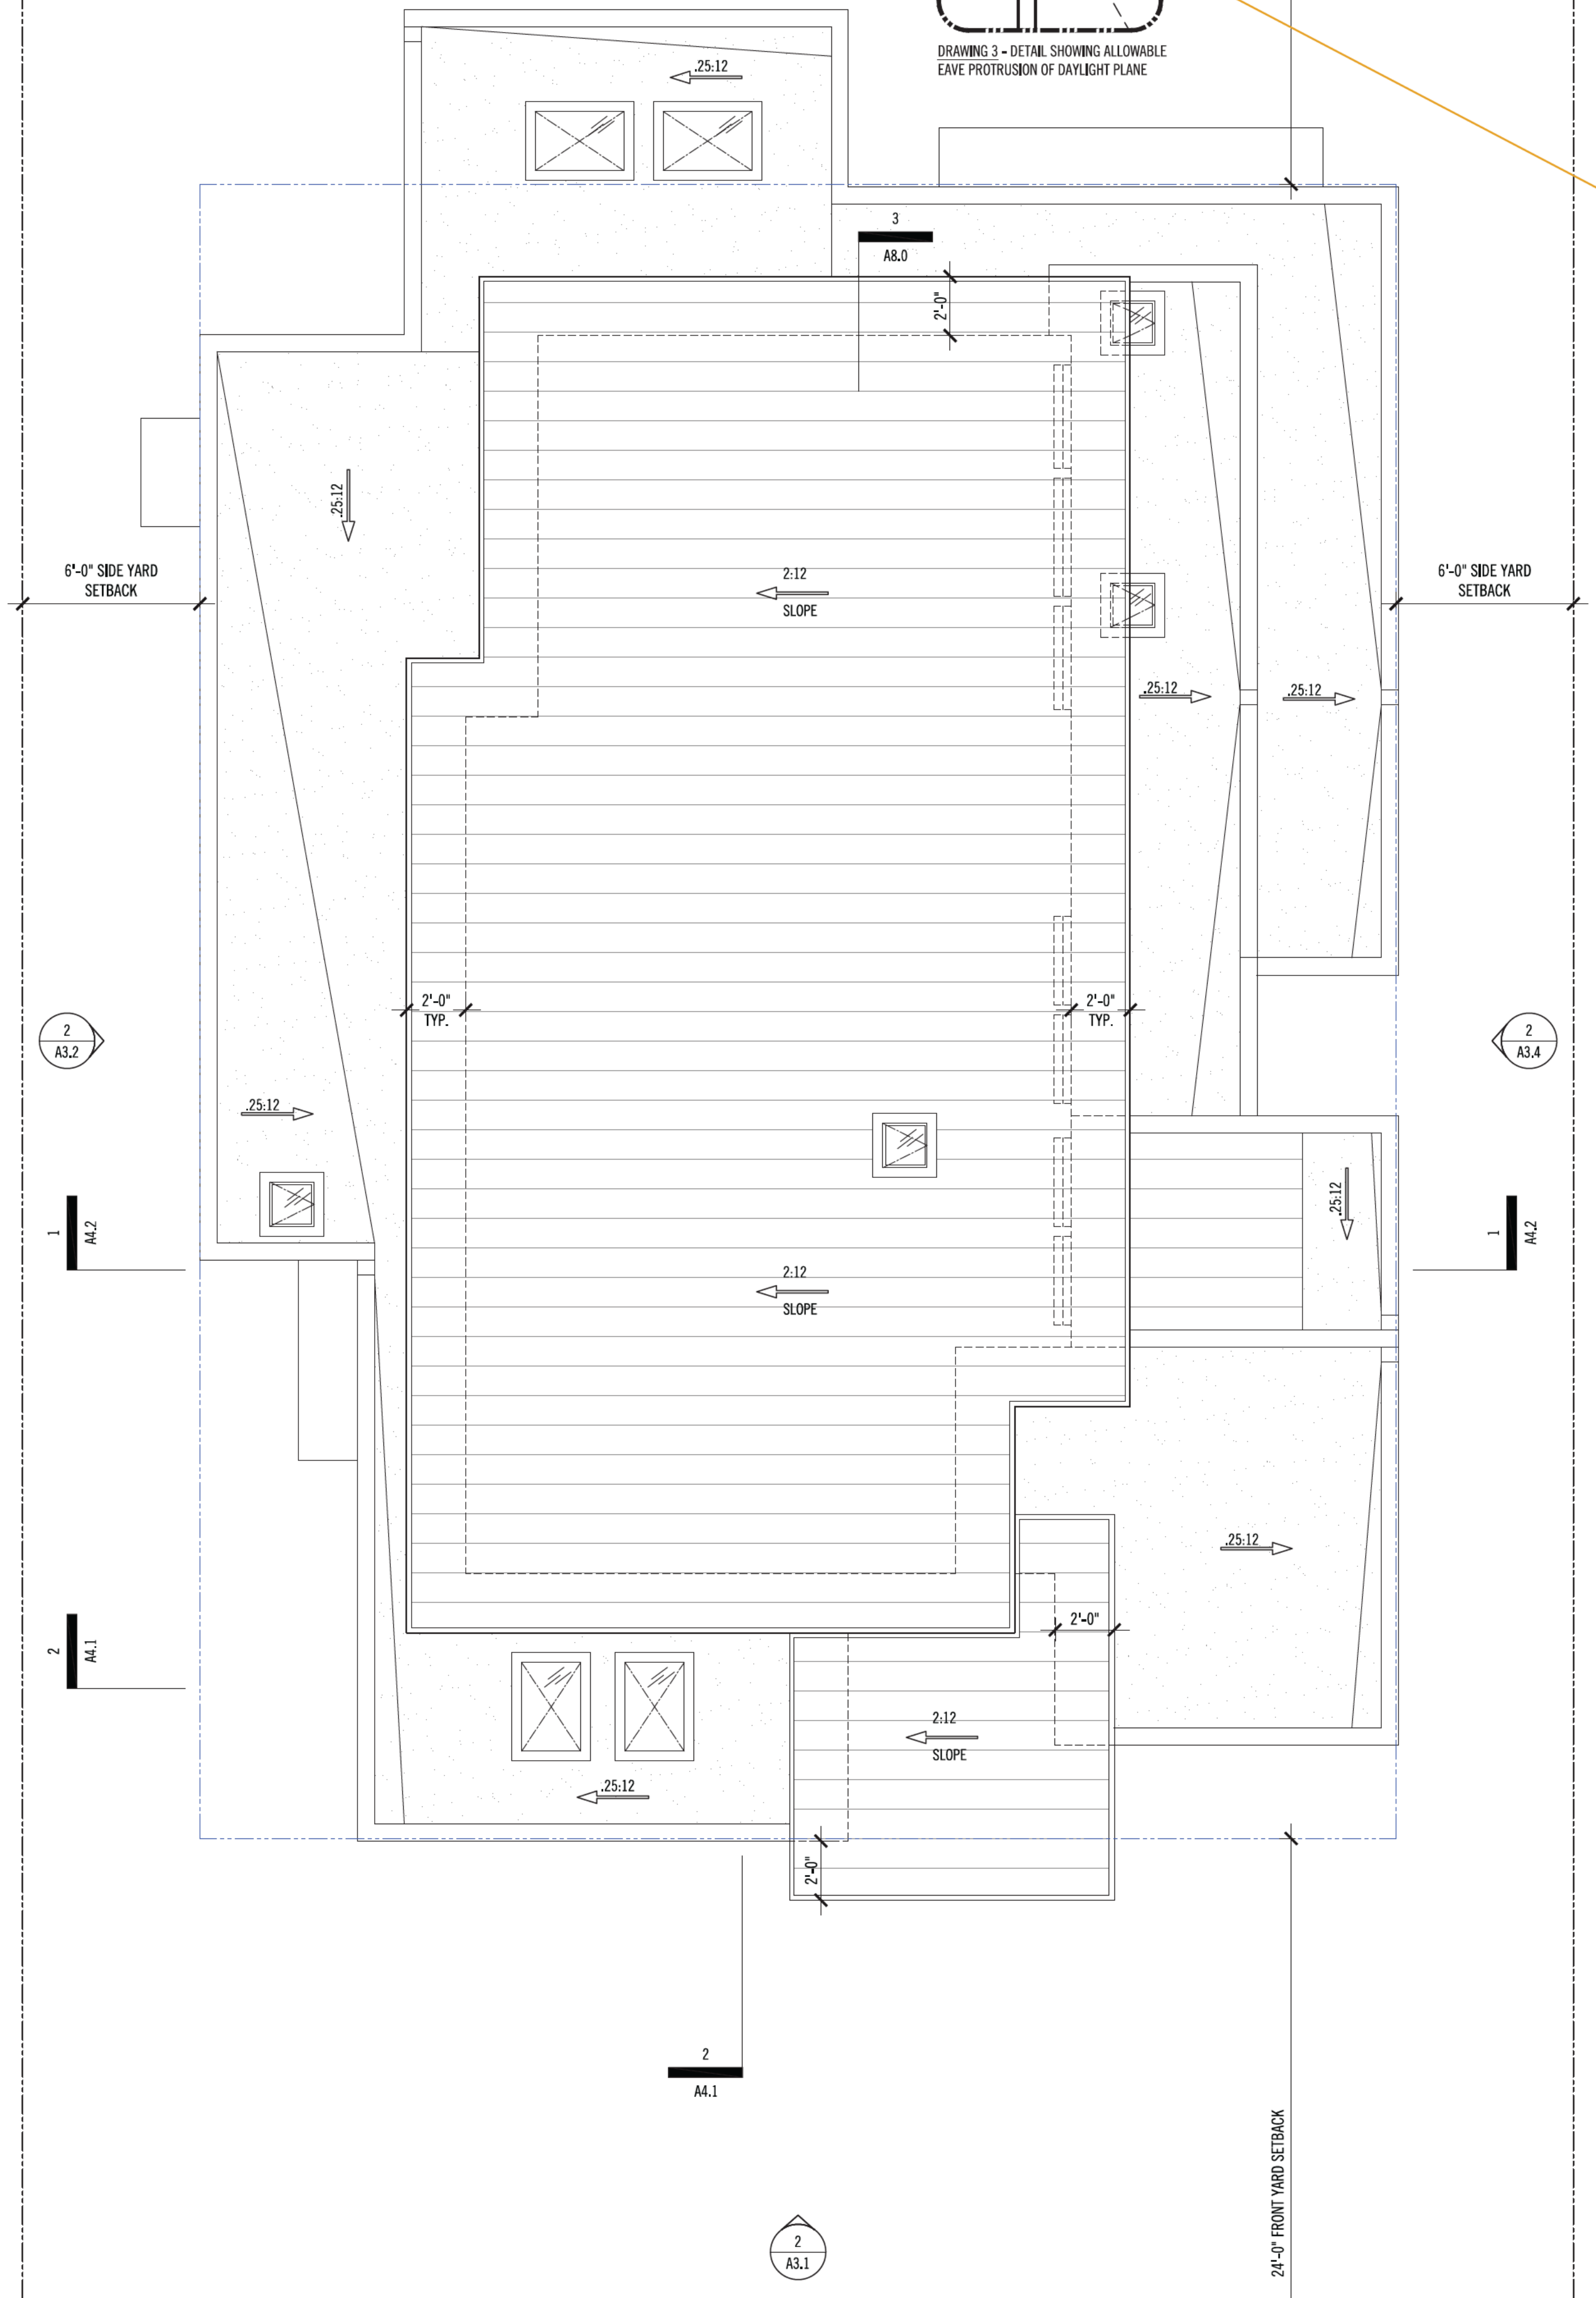 DRAWING 3 - DETAIL SHOWING ALLOWABLE
EAVE PROTRUSION OF DAYLIGHT PLANE
.25:12
3
A8.0
2'-0"
.25:12
6'-0" SIDE YARD
SETBACK
2:12
SLOPE
6'-0" SIDE YARD
SETBACK
.25:12
.25:12
2'-0"
TYP.
2'-0"
TYP.
2
A3.2
2
A3.4
.25:12
.25:12
1
A4.2
1
A4.2
2:12
SLOPE
.25:12
2'-0"
2
A4.1
2:12
SLOPE
.25:12
2'-0"
2
A4.1
24'-0" FRONT YARD SETBACK
2
A3.1